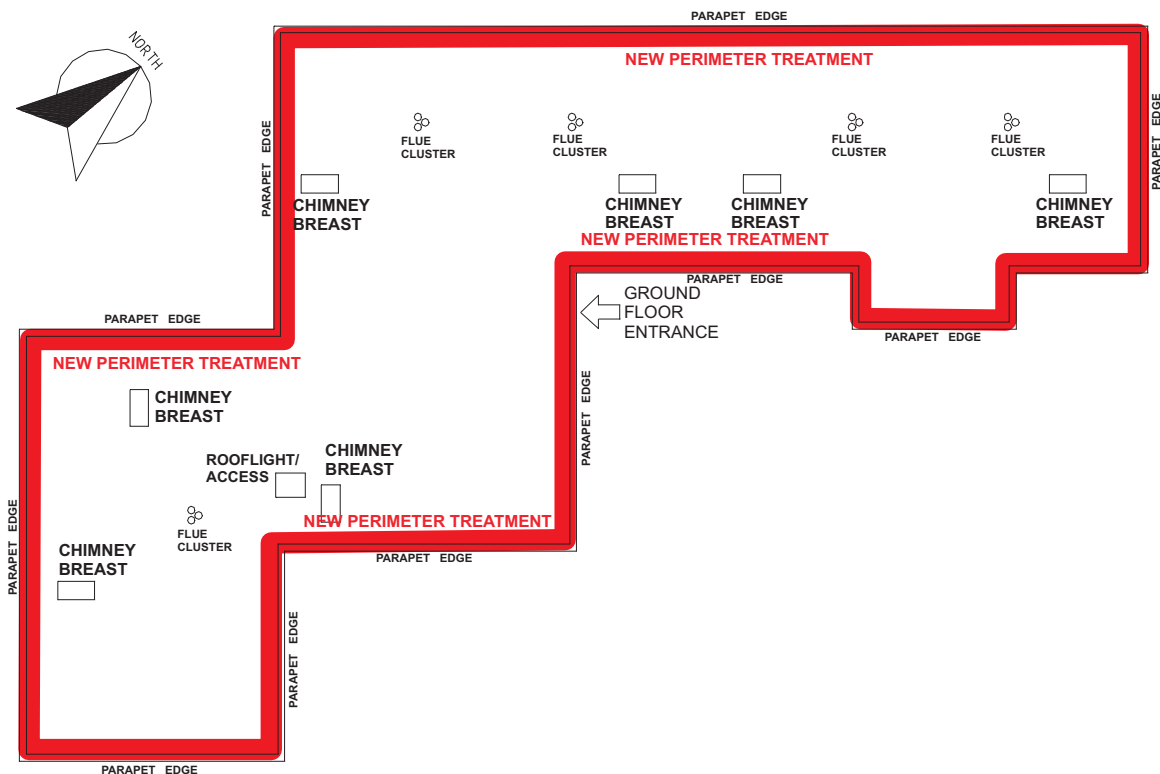 PARAPET EDGE
NORTH
NEW PERIMETER TREATMENT
PARAPET EDGE
PARAPET EDGE
FLUE
CLUSTER
FLUE
CLUSTER
FLUE
CLUSTER
FLUE
CLUSTER
CHIMNEY
BREAST
CHIMNEY
BREAST
CHIMNEY
BREAST
CHIMNEY
BREAST
NEW PERIMETER TREATMENT
PARAPET EDGE
GROUND
FLOOR
ENTRANCE
PARAPET EDGE
PARAPET EDGE
NEW PERIMETER TREATMENT
CHIMNEY
BREAST
PARAPET EDGE
ROOFLIGHT/
ACCESS
CHIMNEY
BREAST
NEW PERIMETER TREATMENT
FLUE
CLUSTER
PARAPET EDGE
CHIMNEY
BREAST
PARAPET EDGE
PARAPET EDGE
PARAPET EDGE